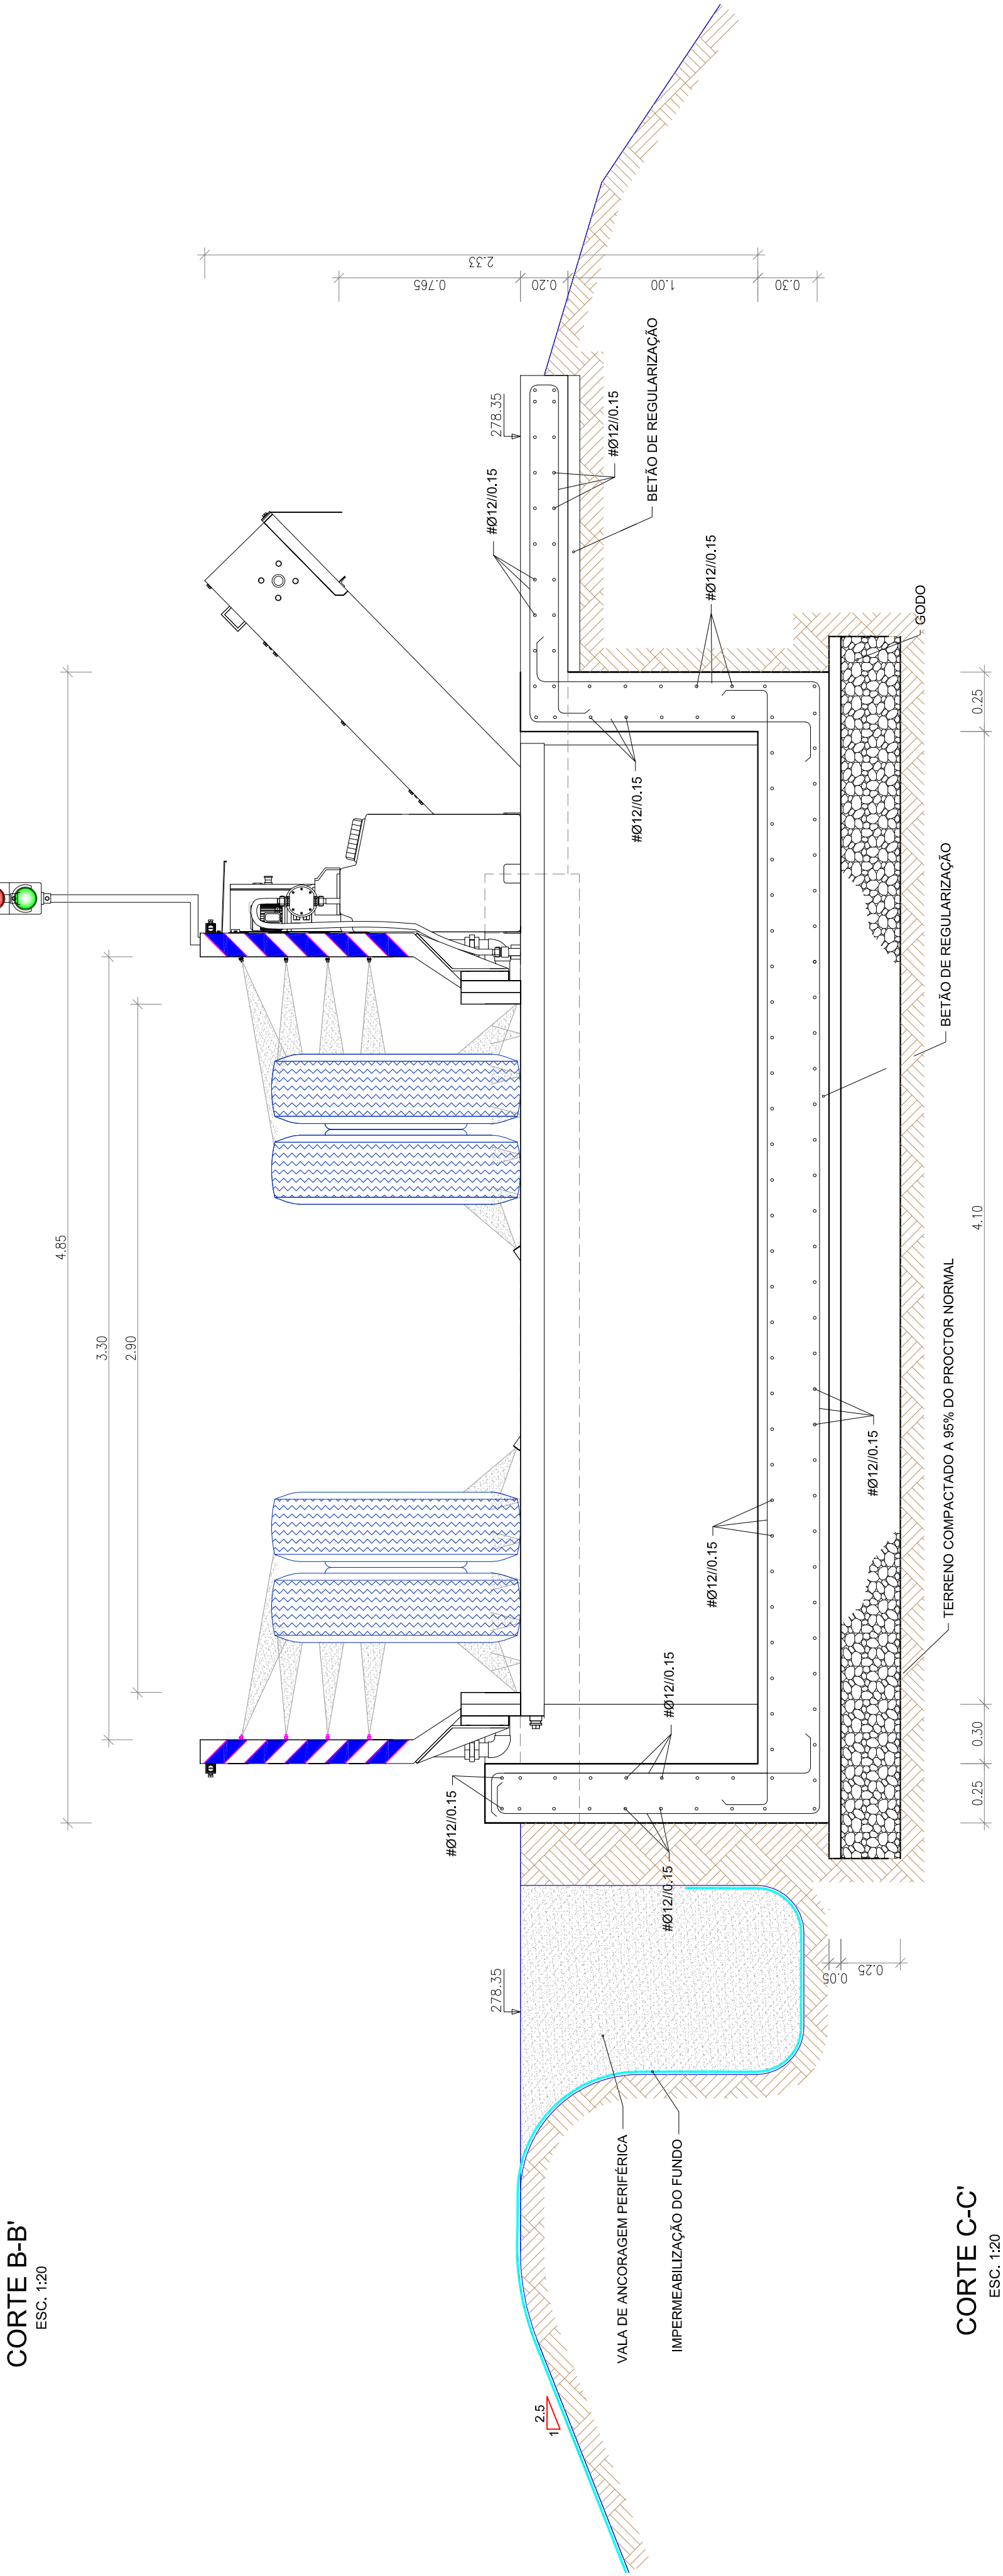 CORTE B-B'
ESC. 1:20
4.85
3.30
2.90
2.33
0.765
0.20
1.00
0.30
278.35
#Ø12//0.15
#Ø12//0.15
BETÃO DE REGULARIZAÇÃO
#Ø12//0.15
#Ø12//0.15
GODO
0.25
4.10
0.30
0.25
BETÃO DE REGULARIZAÇÃO
TERRENO COMPACTADO A 95% DO PROCTOR NORMAL
#Ø12//0.15
#Ø12//0.15
#Ø12//0.15
#Ø12//0.15
#Ø12//0.15
0.05
0.25
278.35
VALA DE ANCORAGEM PERIFÉRICA
IMPERMEABILIZAÇÃO DO FUNDO
2.5
1
CORTE C-C'
ESC. 1:20